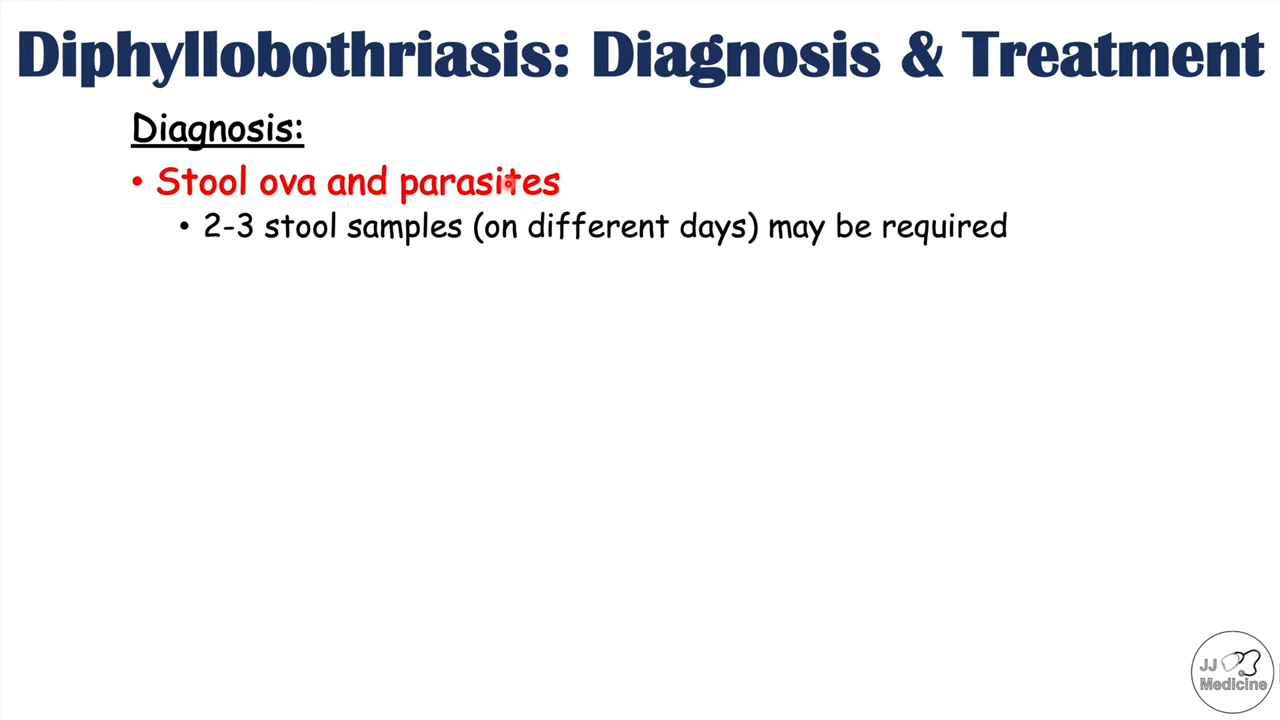 Diphyllobothriasis: Diagnosis & Treatment
Diagnosis:
• Stool ova and parasites
• 2-3 stool samples (on different days) may be required
JJ
Medicine